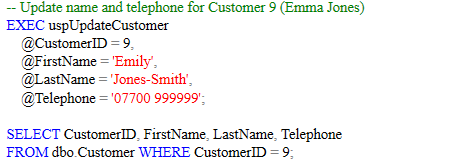 -- Update name and telephone for Customer 9 (Emma Jones)
EXEC uspUpdateCustomer
@CustomerID = 9,
@FirstName = 'Emily',
@LastName = 'Jones-Smith',
@Telephone = '07700 999999';
SELECT CustomerID, FirstName, LastName, Telephone
FROM dbo.Customer WHERE CustomerID = 9;